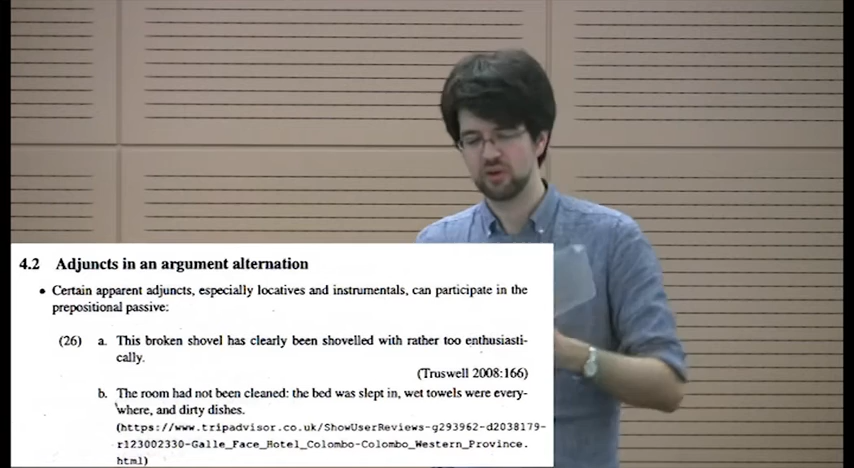 4.2 Adjuncts in an argument alternation
• Certain apparent adjuncts, especially locatives and instrumentals, can participate in the
prepositional passive:
(26) a. This broken shovel has clearly been shovelled with rather too enthusiasti-
cally.
(Truswell 2008:166)
b. The room had not been cleaned: the bed was slept in, wet towels were every-
where, and dirty dishes.
(https://www.tripadvisor.co.uk/ShowUserReviews-g293962-d2038179-
r123002330-Galle_Face_Hotel_Colombo-Colombo_Western_Province.
html)